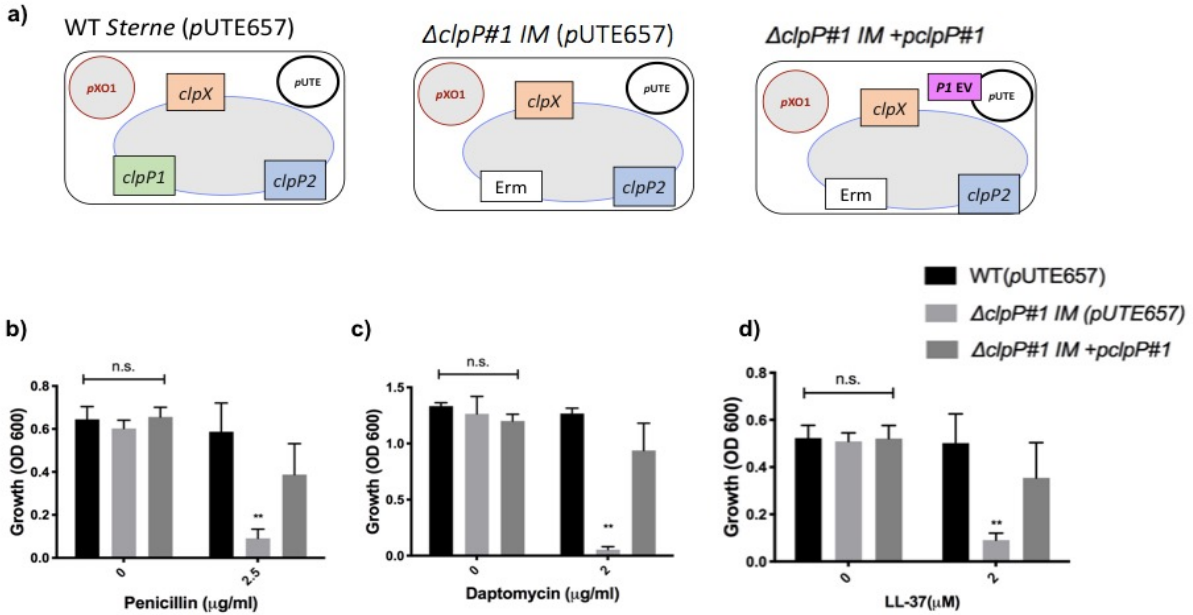 a)
WT Sterne (pUTE657)
ΔclpP#1 IM (pUTE657)
ΔclpP#1 IM +pclpP#1
pXO1
clpX
pUTE
clpP1
clpP2
pXO1
clpX
pUTE
Erm
clpP2
pXO1
clpX
P1 EV
pUTE
Erm
clpP2
WT(pUTE657)
ΔclpP#1 IM (pUTE657)
ΔclpP#1 IM +pclpP#1
b)
n.s.
0.8
0.6
0.4
0.2
0.0
Growth (OD 600)
**
0
2.5
Penicillin (μg/ml)
c)
n.s.
1.5
1.0
0.5
0.0
Growth (OD 600)
**
0
2
Daptomycin (μg/ml)
d)
n.s.
0.8
0.6
0.4
0.2
0.0
Growth (OD 600)
**
0
2
LL-37(μM)